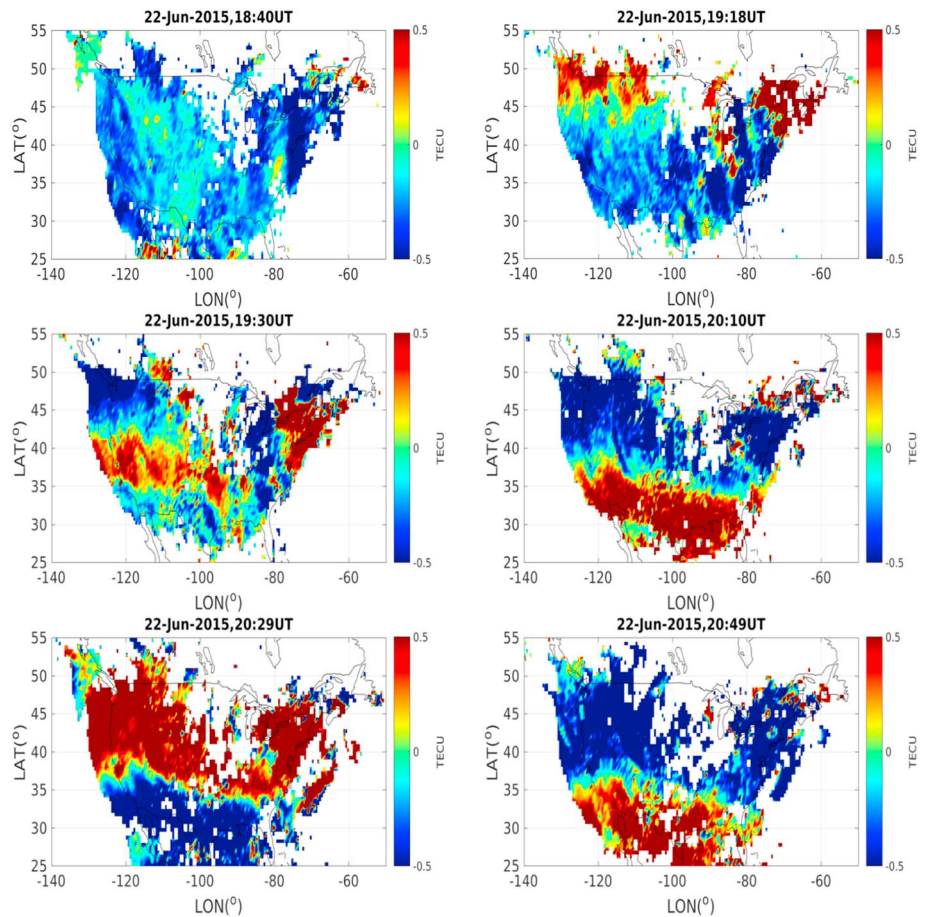 22-Jun-2015,18:40UT
55
50
45
40
35
30
25
LAT(°)
-140 -120 -100 -80 -60
LON(°)
0.5
0
-0.5
TECU
22-Jun-2015,19:18UT
55
50
45
40
35
30
25
LAT(°)
-140 -120 -100 -80 -60
LON(°)
0.5
0
-0.5
TECU
22-Jun-2015,19:30UT
55
50
45
40
35
30
25
LAT(°)
-140 -120 -100 -80 -60
LON(°)
0.5
0
-0.5
TECU
22-Jun-2015,20:10UT
55
50
45
40
35
30
25
LAT(°)
-140 -120 -100 -80 -60
LON(°)
0.5
0
-0.5
TECU
22-Jun-2015,20:29UT
55
50
45
40
35
30
25
LAT(°)
-140 -120 -100 -80 -60
LON(°)
0.5
0
-0.5
TECU
22-Jun-2015,20:49UT
55
50
45
40
35
30
25
LAT(°)
-140 -120 -100 -80 -60
LON(°)
0.5
0
-0.5
TECU